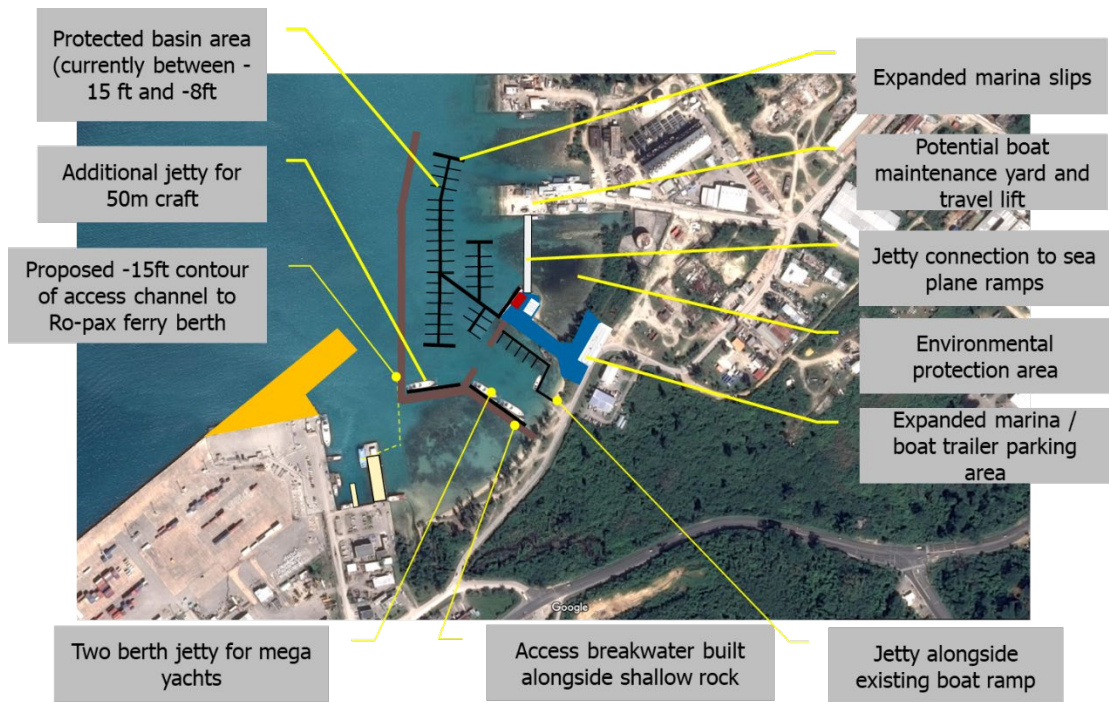 Protected basin area
(currently between -
15 ft and -8ft
Additional jetty for
50m craft
Proposed -15ft contour
of access channel to
Ro-pax ferry berth
Expanded marina slips
Potential boat
maintenance yard and
travel lift
Jetty connection to sea
plane ramps
Environmental
protection area
Expanded marina /
boat trailer parking
area
Google
Two berth jetty for mega
yachts
Access breakwater built
alongside shallow rock
Jetty alongside
existing boat ramp